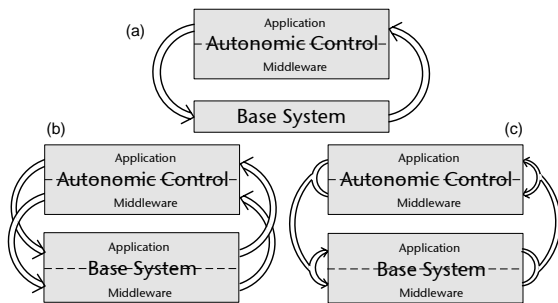 (a)
Application
Autonomic Control
Middleware
Base System
(b)
Application
Autonomic Control
Middleware
Application
Base System
Middleware
(c)
Application
Autonomic Control
Middleware
Application
Base System
Middleware